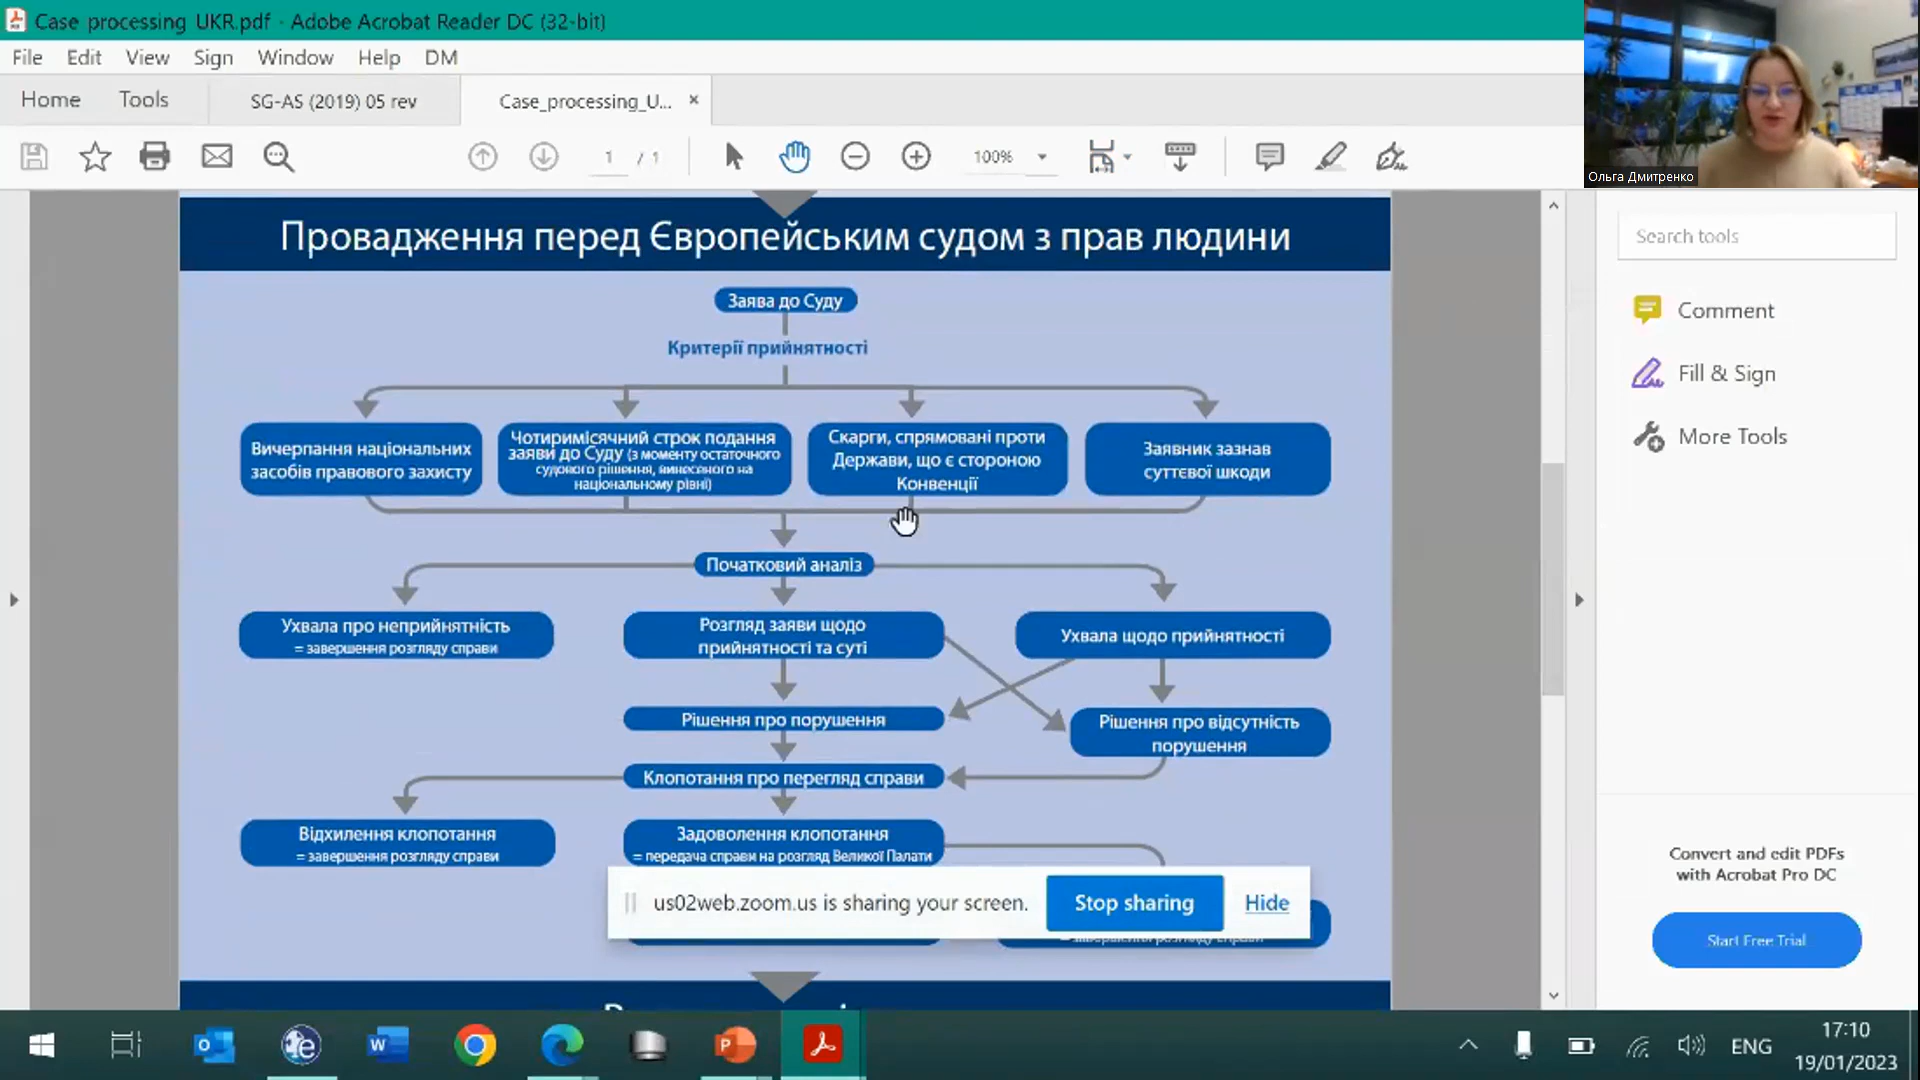 Case_processing_UKR.pdf - Adobe Acrobat Reader DC (32-bit)
File Edit View Sign Window Help DM
Home Tools SG-AS (2019) 05 rev Case_processing_U... ×
1 / 1 100%
Ольга Дмитренко
Провадження перед Європейським судом з прав людини
Заява до Суду
Критерії прийнятності
Вичерпання національних
засобів правового захисту
Чотиримісячний строк подання
заяви до Суду (з моменту остаточного
судового рішення, винесеного на
національному рівні)
Скарги, спрямовані проти
Держави, що є стороною
Конвенції
Заявник зазнав
суттєвої шкоди
Початковий аналіз
Ухвала про неприйнятність
= завершення розгляду справи
Розгляд заяви щодо
прийнятності та суті
Ухвала щодо прийнятності
Рішення про порушення
Рішення про відсутність
порушення
Клопотання про перегляд справи
Відхилення клопотання
= завершення розгляду справи
Задоволення клопотання
= передача справи на розгляд Великої Палати
us02web.zoom.us is sharing your screen. Stop sharing Hide
= завершення розгляду справи
Search tools
Comment
Fill & Sign
More Tools
Convert and edit PDFs
with Acrobat Pro DC
Start Free Trial
ENG
17:10
19/01/2023